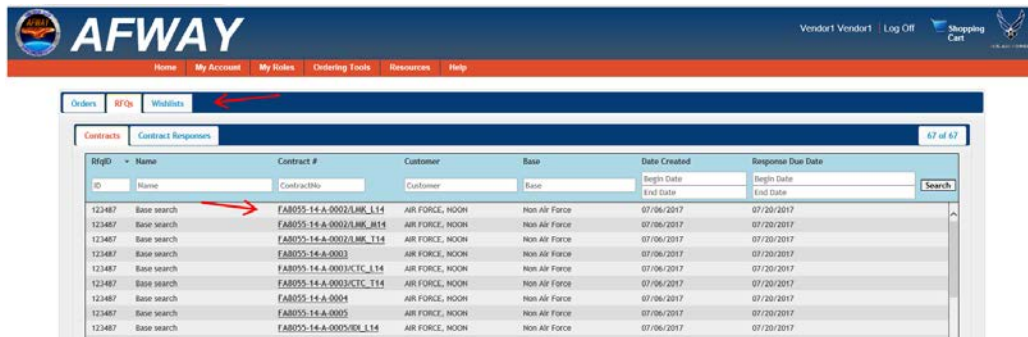 AFWAY
AFWAY
Vendor1 Vendor1 | Log Off
Shopping Cart
Home My Account My Roles Ordering Tools Resources Help
Orders RFQs Wishlists
Contracts Contract Responses 67 of 67
RfqID Name Contract # Customer Base Date Created Response Due Date
ID Name ContractNo Customer Base Begin Date Begin Date Search
End Date End Date
123487 Base search FA8055-14-A-0002/LMK_L14 AIR FORCE, NOON Non Air Force 07/06/2017 07/20/2017
123487 Base search FA8055-14-A-0002/LMK_M14 AIR FORCE, NOON Non Air Force 07/06/2017 07/20/2017
123487 Base search FA8055-14-A-0002/LMK_T14 AIR FORCE, NOON Non Air Force 07/06/2017 07/20/2017
123487 Base search FA8055-14-A-0003 AIR FORCE, NOON Non Air Force 07/06/2017 07/20/2017
123487 Base search FA8055-14-A-0003/CTC_L14 AIR FORCE, NOON Non Air Force 07/06/2017 07/20/2017
123487 Base search FA8055-14-A-0003/CTC_T14 AIR FORCE, NOON Non Air Force 07/06/2017 07/20/2017
123487 Base search FA8055-14-A-0004 AIR FORCE, NOON Non Air Force 07/06/2017 07/20/2017
123487 Base search FA8055-14-A-0005 AIR FORCE, NOON Non Air Force 07/06/2017 07/20/2017
123487 Base search FA8055-14-A-0005/IDI_L14 AIR FORCE, NOON Non Air Force 07/06/2017 07/20/2017